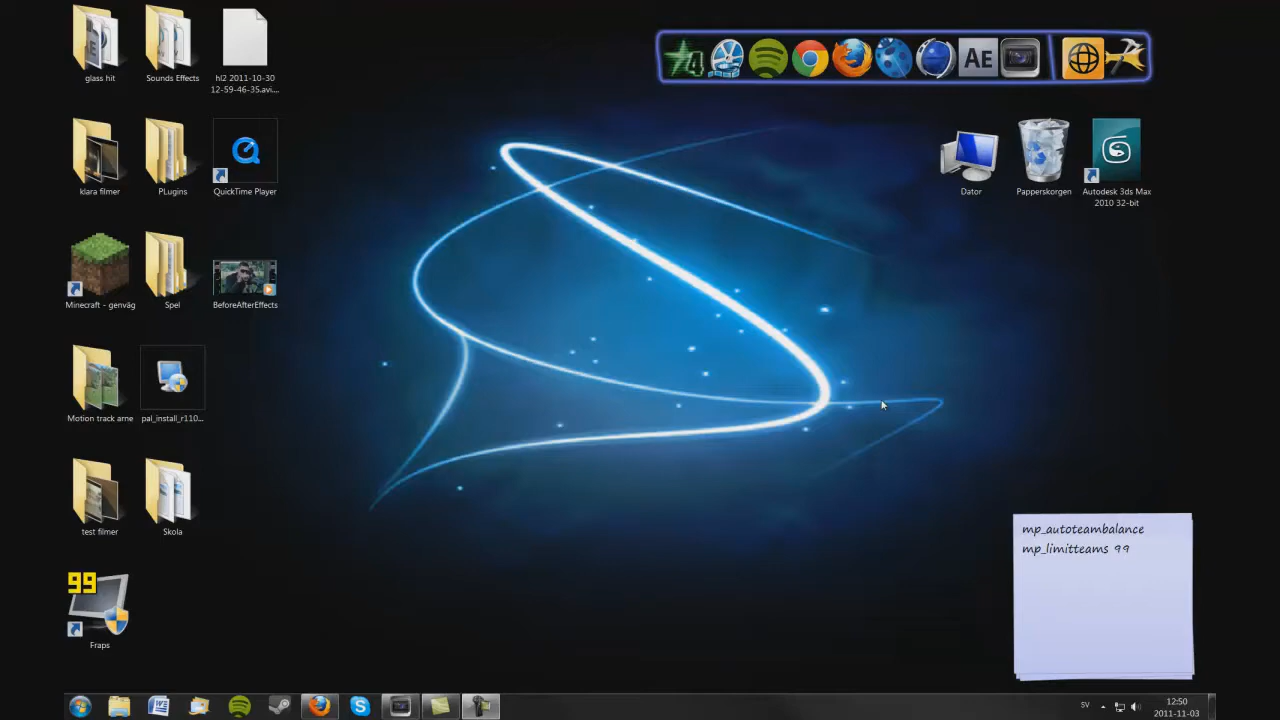 glass hit
Sounds Effects
hl2 2011-10-30
12-59-46-35.avi....
AE
klara filmer
PLugins
QuickTime Player
Dator
Papperskorgen
Autodesk 3ds Max
2010 32-bit
Minecraft - genväg
Spel
BeforeAfterEffects
Motion track arne
pal_install_r110...
test filmer
Skola
mp_autoteambalance
mp_limitteams 99
99
Fraps
SV
12:50
2011-11-03